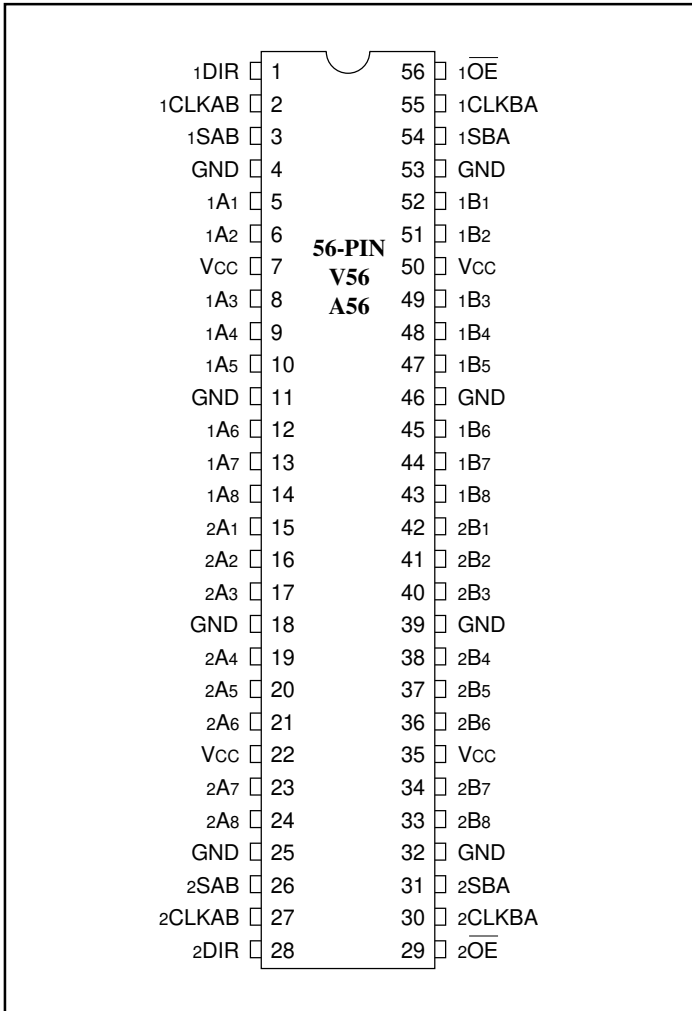 1DIR 1 56 1O̅E̅
1CLKAB 2 55 1CLKBA
1SAB 3 54 1SBA
GND 4 53 GND
1A1 5 52 1B1
1A2 6 51 1B2
56-PIN
VCC 7 50 VCC
V56
1A3 8 49 1B3
A56
1A4 9 48 1B4
1A5 10 47 1B5
GND 11 46 GND
1A6 12 45 1B6
1A7 13 44 1B7
1A8 14 43 1B8
2A1 15 42 2B1
2A2 16 41 2B2
2A3 17 40 2B3
GND 18 39 GND
2A4 19 38 2B4
2A5 20 37 2B5
2A6 21 36 2B6
VCC 22 35 VCC
2A7 23 34 2B7
2A8 24 33 2B8
GND 25 32 GND
2SAB 26 31 2SBA
2CLKAB 27 30 2CLKBA
2DIR 28 29 2O̅E̅